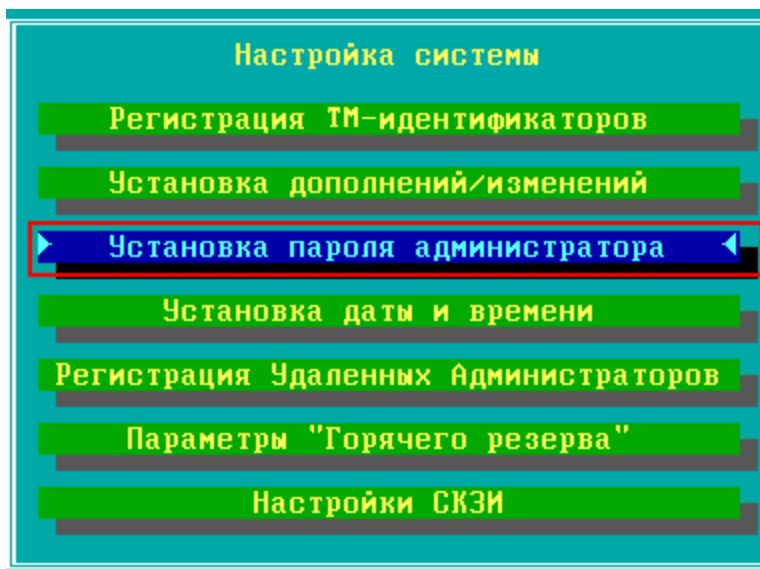 Настройка системы
Регистрация ТМ-идентификаторов
Установка дополнений/изменений
Установка пароля администратора
Установка даты и времени
Регистрация Удаленных Администраторов
Параметры "Горячего резерва"
Настройки СКЗИ